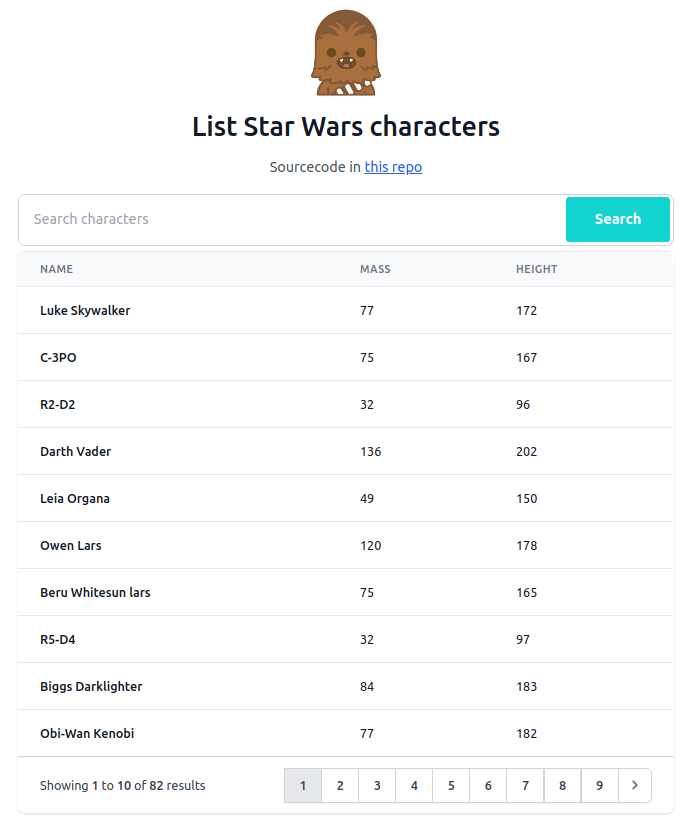 List Star Wars characters
Sourcecode in this repo
Search characters Search
NAME MASS HEIGHT
Luke Skywalker 77 172
C-3PO 75 167
R2-D2 32 96
Darth Vader 136 202
Leia Organa 49 150
Owen Lars 120 178
Beru Whitesun lars 75 165
R5-D4 32 97
Biggs Darklighter 84 183
Obi-Wan Kenobi 77 182
Showing 1 to 10 of 82 results 1 2 3 4 5 6 7 8 9